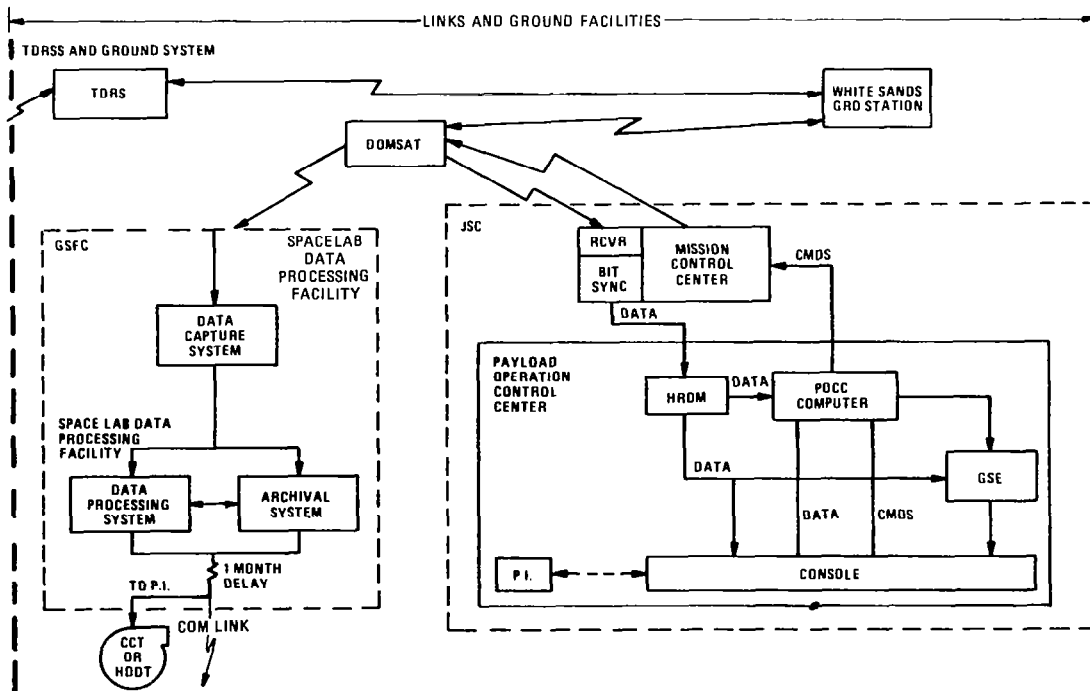 LINKS AND GROUND FACILITIES
TDRSS AND GROUND SYSTEM
TDRS
WHITE SANDS
GRD STATION
DOMSAT
GSFC
SPACELAB
DATA
PROCESSING
FACILITY
DATA
CAPTURE
SYSTEM
SPACE LAB DATA
PROCESSING
FACILITY
DATA
PROCESSING
SYSTEM
ARCHIVAL
SYSTEM
1 MONTH
DELAY
TO P.I.
COM LINK
CCT
OR
HDDT
JSC
RCVR
BIT
SYNC
MISSION
CONTROL
CENTER
CMDS
DATA
PAYLOAD
OPERATION
CONTROL
CENTER
HRDM
DATA
POCC
COMPUTER
DATA
GSE
DATA
CMDS
P.I.
CONSOLE